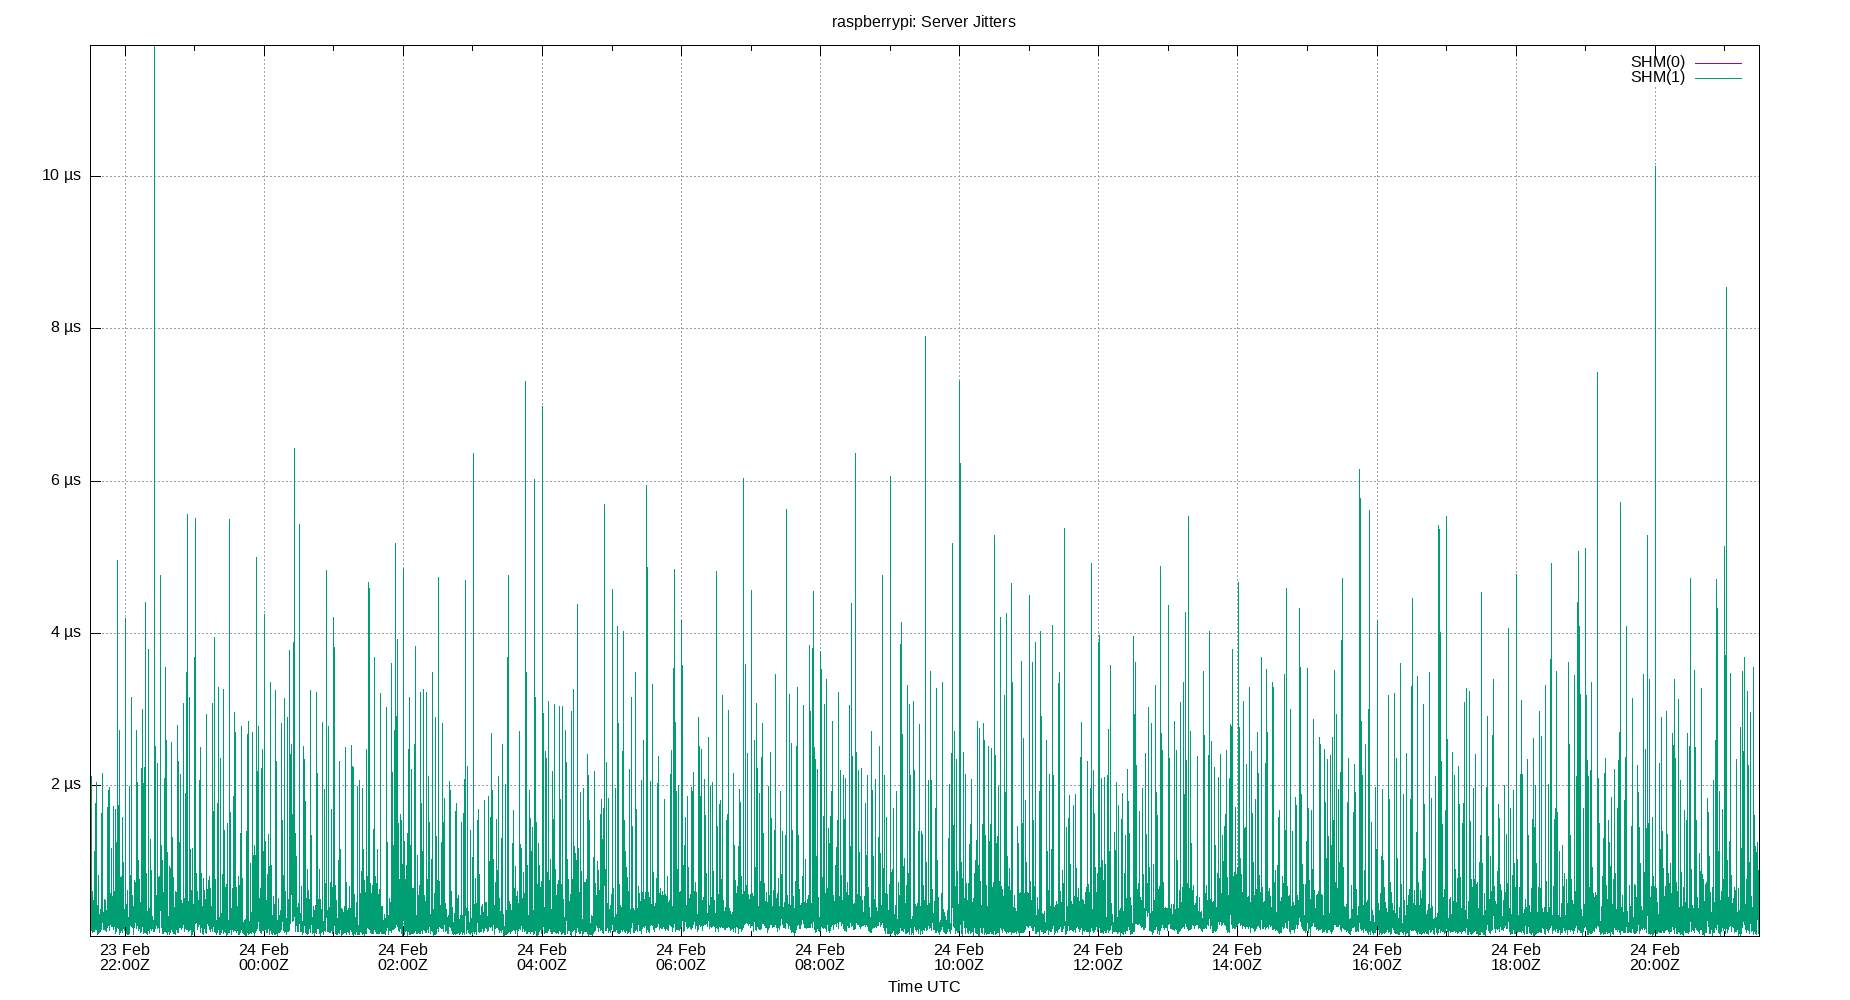 raspberrypi: Server Jitters
SHM(0)
SHM(1)
10 µs
8 µs
6 µs
4 µs
2 µs
23 Feb 24 Feb 24 Feb 24 Feb 24 Feb 24 Feb 24 Feb 24 Feb 24 Feb 24 Feb 24 Feb 24 Feb
22:00Z 00:00Z 02:00Z 04:00Z 06:00Z 08:00Z 10:00Z 12:00Z 14:00Z 16:00Z 18:00Z 20:00Z
Time UTC